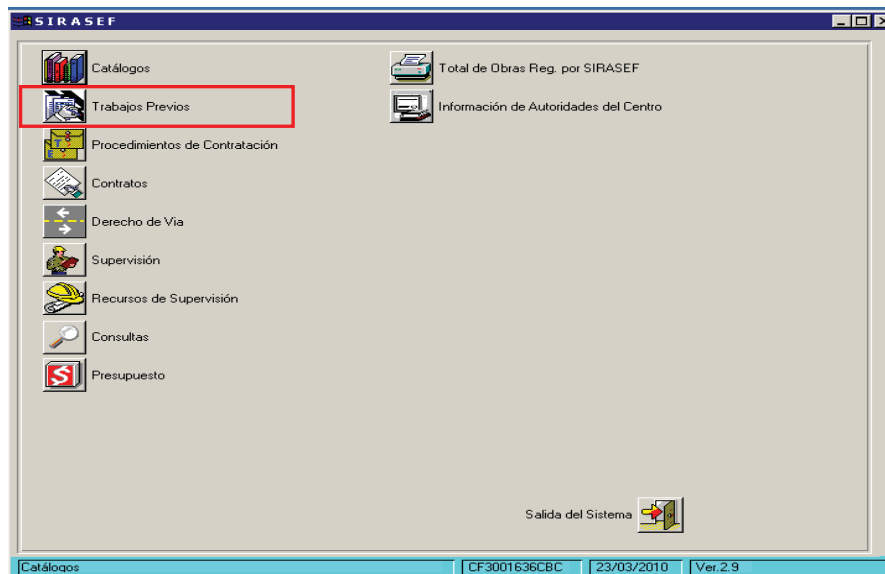 SIRASEF
Catálogos
Trabajos Previos
Procedimientos de Contratación
Contratos
Derecho de Via
Supervisión
Recursos de Supervisión
Consultas
Presupuesto
Total de Obras Reg. por SIRASEF
Información de Autoridades del Centro
Salida del Sistema
Catálogos CF3001636CBC 23/03/2010 Ver.2.9